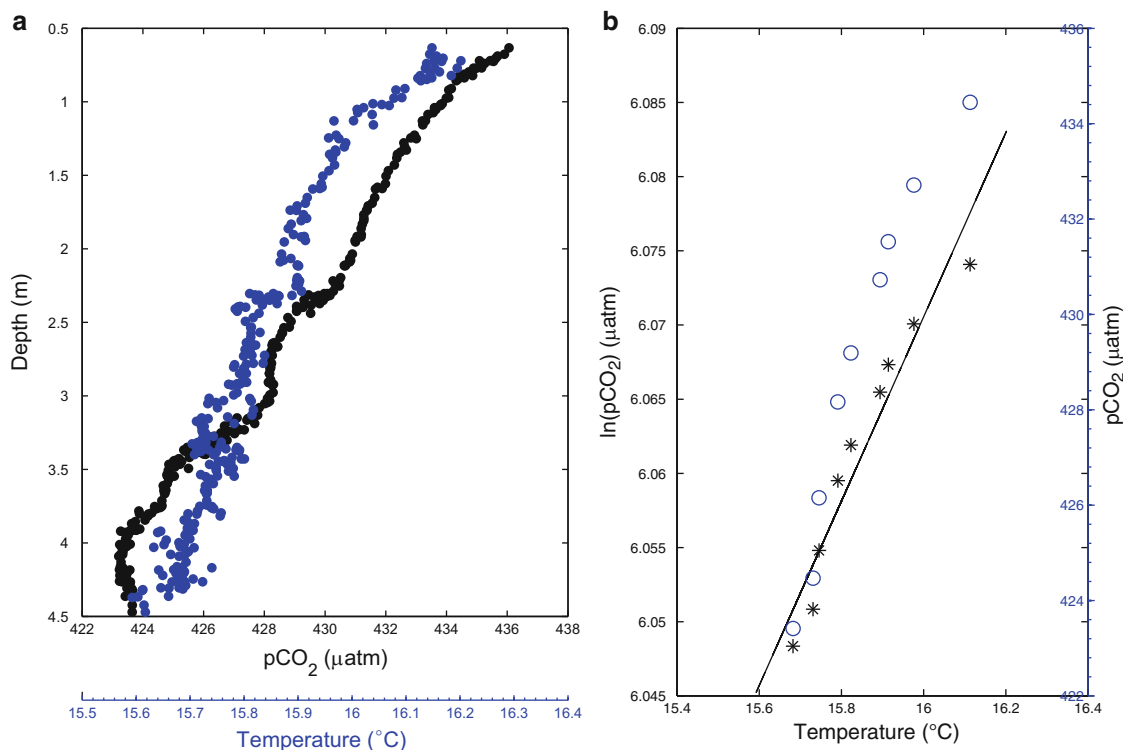 a
0.5
1
1.5
2
2.5
3
3.5
4
4.5
Depth (m)
422 424 426 428 430 432 434 436 438
pCO2 (μatm)
15.5 15.6 15.7 15.8 15.9 16 16.1 16.2 16.3 16.4
Temperature (°C)
b
6.09
6.085
6.08
6.075
6.07
6.065
6.06
6.055
6.05
6.045
ln(pCO2) (μatm)
15.4 15.6 15.8 16 16.2 16.4
Temperature (°C)
436
434
432
430
428
426
424
422
pCO2 (μatm)